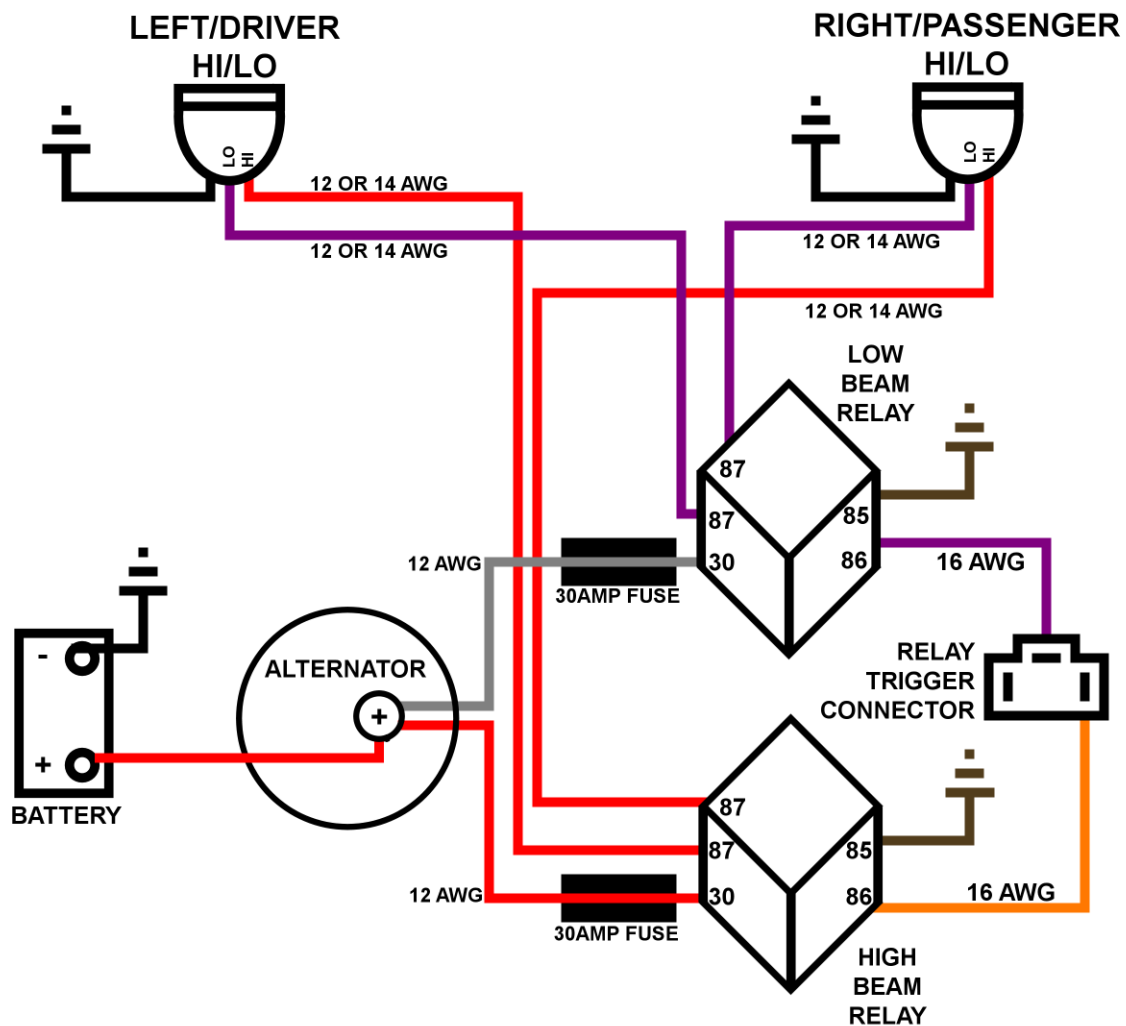 LEFT/DRIVER
HI/LO
RIGHT/PASSENGER
HI/LO
LO
HI
LO
HI
12 OR 14 AWG
12 OR 14 AWG
12 OR 14 AWG
12 OR 14 AWG
LOW
BEAM
RELAY
87
87
30
85
86
12 AWG
30AMP FUSE
16 AWG
ALTERNATOR
+
-
+
BATTERY
RELAY
TRIGGER
CONNECTOR
87
87
30
85
86
12 AWG
30AMP FUSE
16 AWG
HIGH
BEAM
RELAY